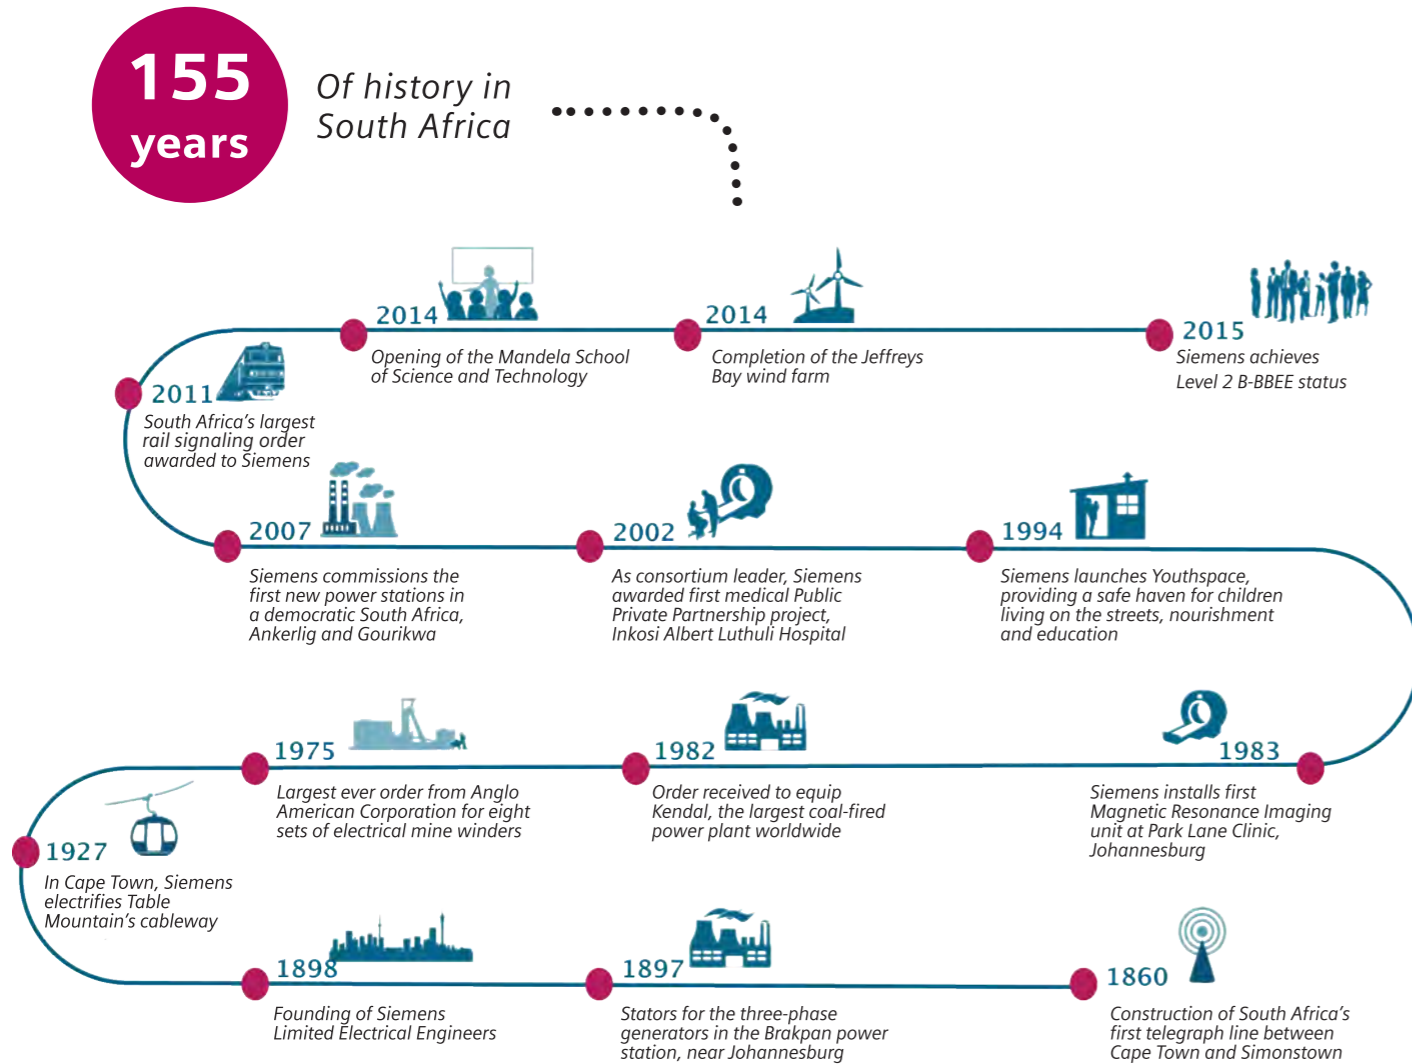 155
years
Of history in
South Africa
2014
Opening of the Mandela School
of Science and Technology
2014
Completion of the Jeffreys
Bay wind farm
2015
Siemens achieves
Level 2 B-BBEE status
2011
South Africa’s largest
rail signaling order
awarded to Siemens
2007
Siemens commissions the
first new power stations in
a democratic South Africa,
Ankerlig and Gourikwa
2002
As consortium leader, Siemens
awarded first medical Public
Private Partnership project,
Inkosi Albert Luthuli Hospital
1994
Siemens launches Youthspace,
providing a safe haven for children
living on the streets, nourishment
and education
1975
Largest ever order from Anglo
American Corporation for eight
sets of electrical mine winders
1982
Order received to equip
Kendal, the largest coal-fired
power plant worldwide
1983
Siemens installs first
Magnetic Resonance Imaging
unit at Park Lane Clinic,
Johannesburg
1927
In Cape Town, Siemens
electrifies Table
Mountain’s cableway
1898
Founding of Siemens
Limited Electrical Engineers
1897
Stators for the three-phase
generators in the Brakpan power
station, near Johannesburg
1860
Construction of South Africa’s
first telegraph line between
Cape Town and Simonstown